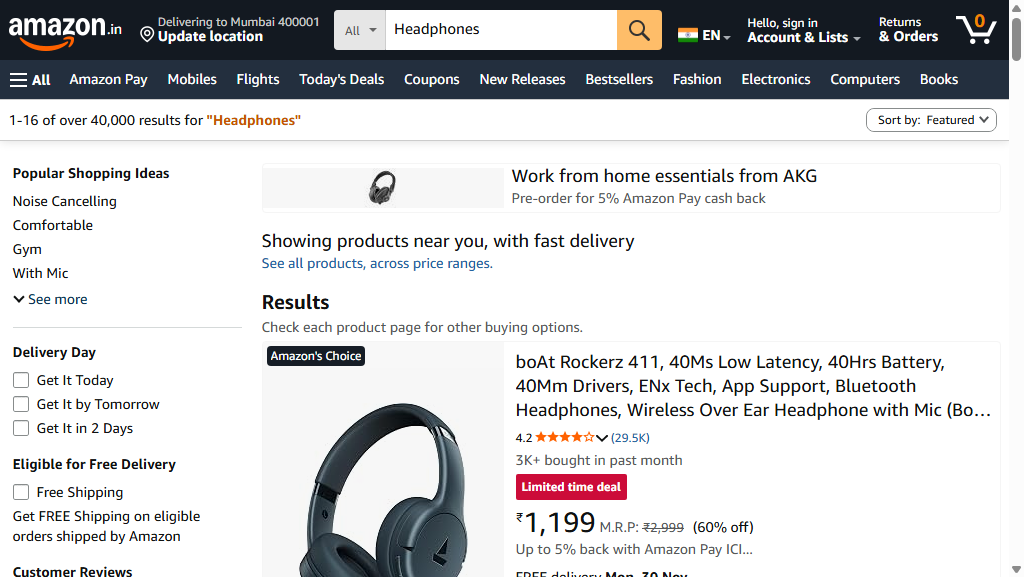 amazon.in
Delivering to Mumbai 400001
Update location
All
Headphones
EN
Hello, sign in
Account & Lists
Returns
& Orders
0
All
Amazon Pay
Mobiles
Flights
Today's Deals
Coupons
New Releases
Bestsellers
Fashion
Electronics
Computers
Books
1-16 of over 40,000 results for "Headphones"
Sort by: Featured
Popular Shopping Ideas
Noise Cancelling
Comfortable
Gym
With Mic
See more
Delivery Day
Get It Today
Get It by Tomorrow
Get It in 2 Days
Eligible for Free Delivery
Free Shipping
Get FREE Shipping on eligible
orders shipped by Amazon
Customer Reviews
Work from home essentials from AKG
Pre-order for 5% Amazon Pay cash back
Showing products near you, with fast delivery
See all products, across price ranges.
Results
Check each product page for other buying options.
Amazon's Choice
boAt Rockerz 411, 40Ms Low Latency, 40Hrs Battery,
40Mm Drivers, ENx Tech, App Support, Bluetooth
Headphones, Wireless Over Ear Headphone with Mic (Bo…
4.2 (29.5K)
3K+ bought in past month
Limited time deal
₹1,199 M.R.P: ₹2,999 (60% off)
Up to 5% back with Amazon Pay ICI…
FREE delivery Mon, 30 Nov